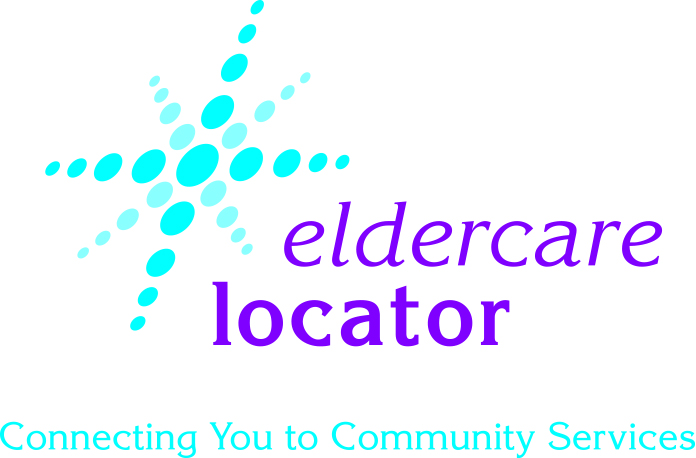 eldercare
locator
Connecting You to Community Services